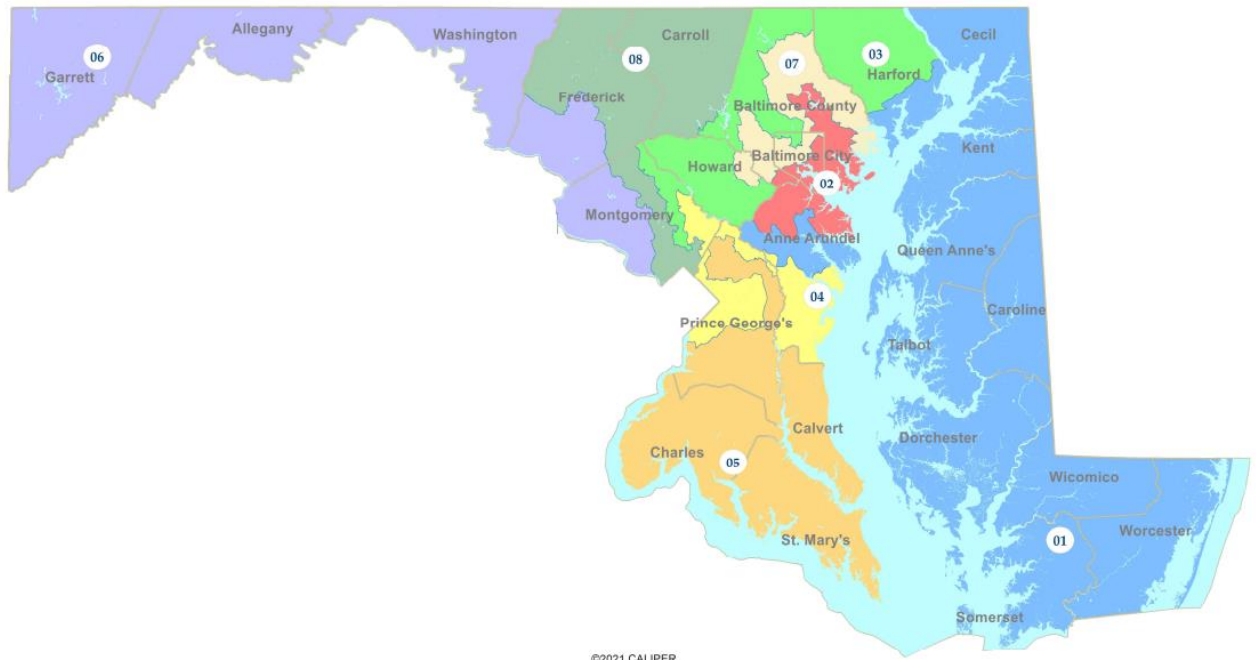 Allegany
Washington
Carroll
Cecil
06
08
07
03
Garrett
Harford
Frederick
Baltimore County
Kent
Howard
Baltimore City
02
Montgomery
Anne Arundel
Queen Anne's
04
Caroline
Prince George's
Talbot
Calvert
Dorchester
Charles
05
Wicomico
St. Mary's
01
Worcester
Somerset
©2021 CALIPER